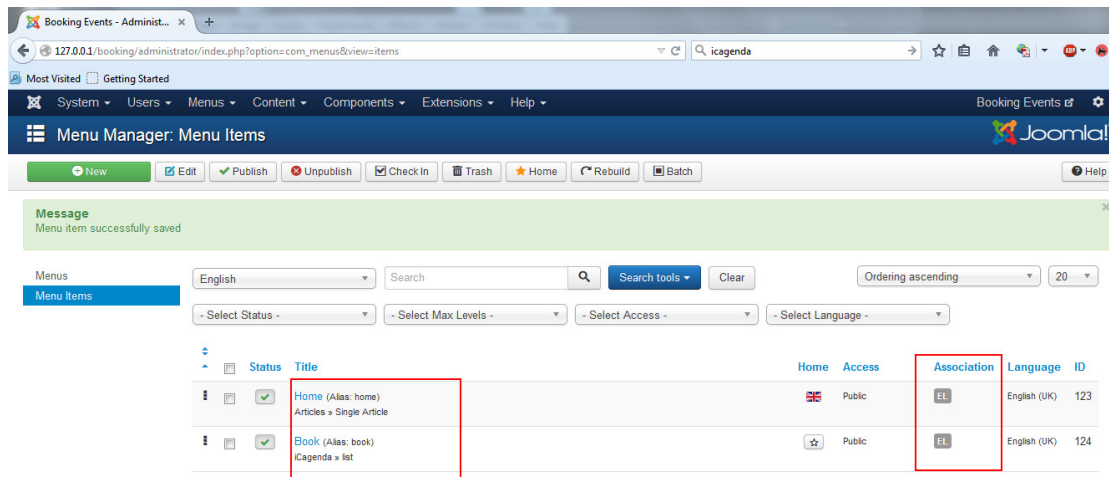 Booking Events - Administ... × +
127.0.0.1/booking/administrator/index.php?option=com_menus&view=items icagenda
Most Visited Getting Started
System Users Menus Content Components Extensions Help Booking Events
Menu Manager: Menu Items Joomla!
New Edit Publish Unpublish Check In Trash Home Rebuild Batch Help
Message
Menu item successfully saved
Menus English Search Search tools Clear Ordering ascending 20
Menu Items
- Select Status - - Select Max Levels - - Select Access - - Select Language -
Status Title Home Access Association Language ID
Home (Alias: home) Public EL English (UK) 123
Articles » Single Article
Book (Alias: book) Public EL English (UK) 124
iCagenda » list